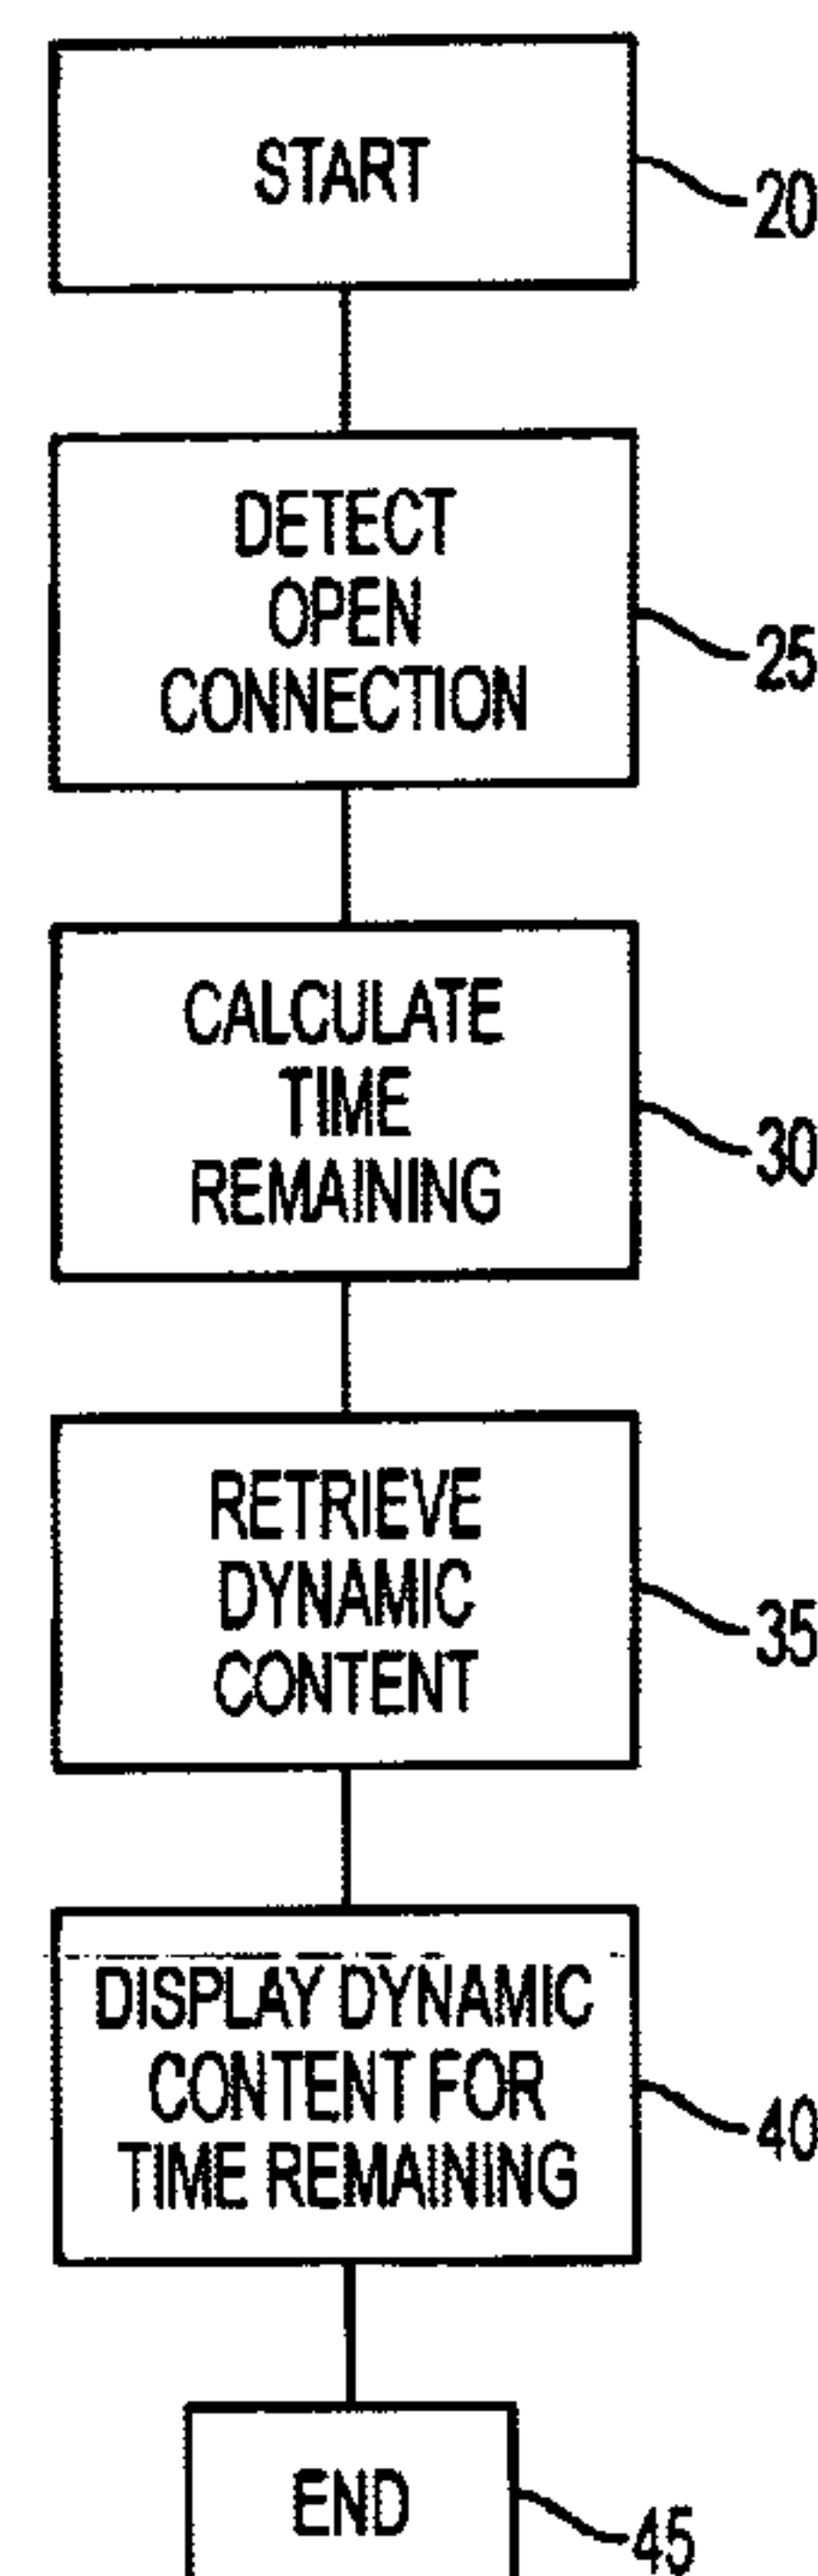 START
20
DETECT
OPEN
CONNECTION
25
CALCULATE
TIME
REMAINING
30
RETRIEVE
DYNAMIC
CONTENT
35
DISPLAY DYNAMIC
CONTENT FOR
TIME REMAINING
40
END
45